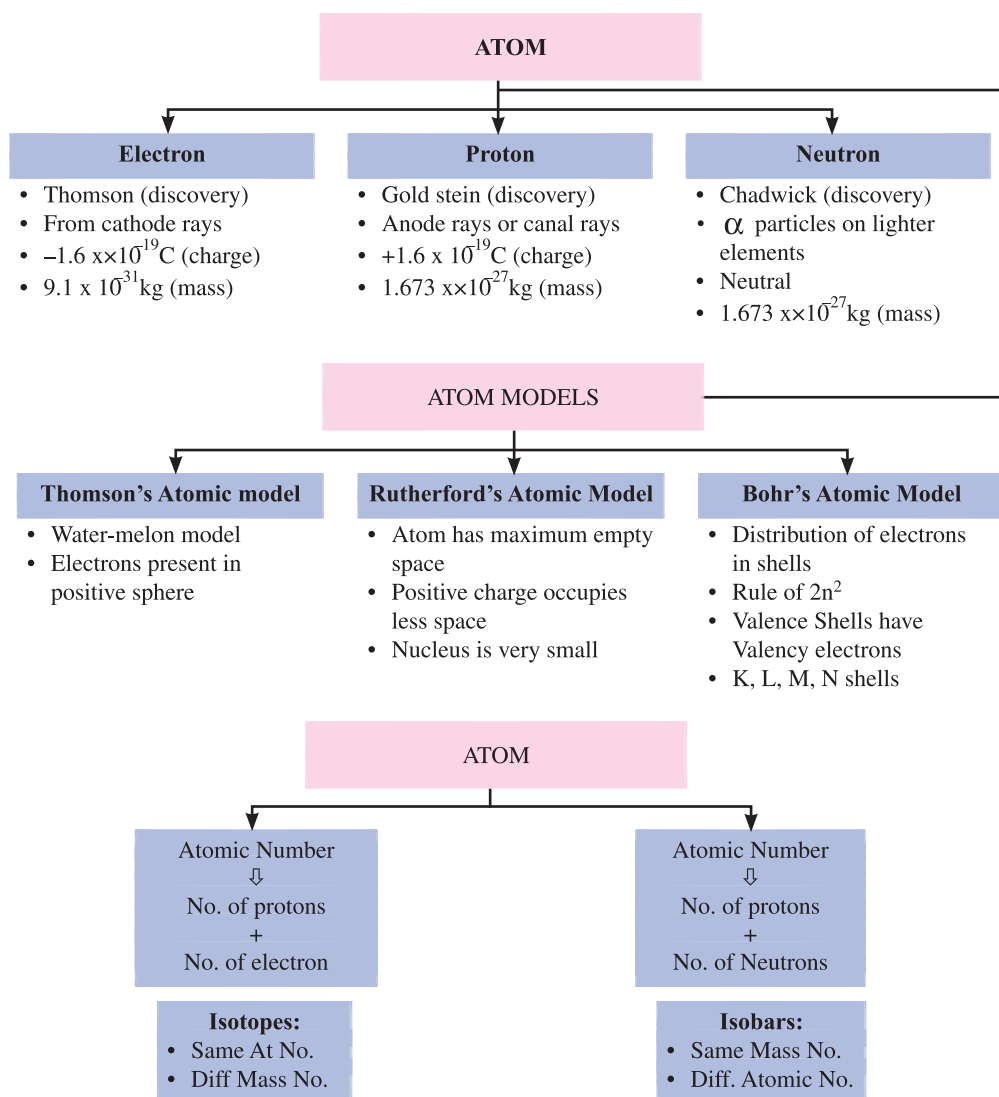 ATOM
Electron
• Thomson (discovery)
• From cathode rays
• –1.6 x×10⁻¹⁹C (charge)
• 9.1 x 10⁻³¹kg (mass)
Proton
• Gold stein (discovery)
• Anode rays or canal rays
• +1.6 x 10⁻¹⁹C (charge)
• 1.673 x×10⁻²⁷kg (mass)
Neutron
• Chadwick (discovery)
• α particles on lighter
elements
• Neutral
• 1.673 x×10⁻²⁷kg (mass)
ATOM MODELS
Thomson's Atomic model
• Water-melon model
• Electrons present in
positive sphere
Rutherford's Atomic Model
• Atom has maximum empty
space
• Positive charge occupies
less space
• Nucleus is very small
Bohr's Atomic Model
• Distribution of electrons
in shells
• Rule of 2n²
• Valence Shells have
Valency electrons
• K, L, M, N shells
ATOM
Atomic Number
⇩
No. of protons
+
No. of electron
Isotopes:
• Same At No.
• Diff Mass No.
Atomic Number
⇩
No. of protons
+
No. of Neutrons
Isobars:
• Same Mass No.
• Diff. Atomic No.